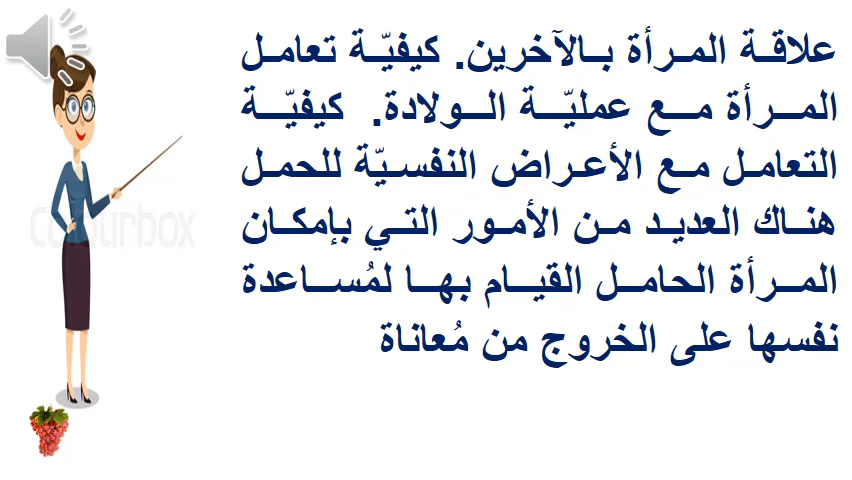 علاقة المرأة بالآخرين. كيفيّة تعامل
المرأة مع عمليّة الولادة. كيفيّة
التعامل مع الأعراض النفسيّة للحمل
هناك العديد من الأمور التي بإمكان
المرأة الحامل القيام بها لمُساعدة
نفسها على الخروج من مُعاناة
Colourbox